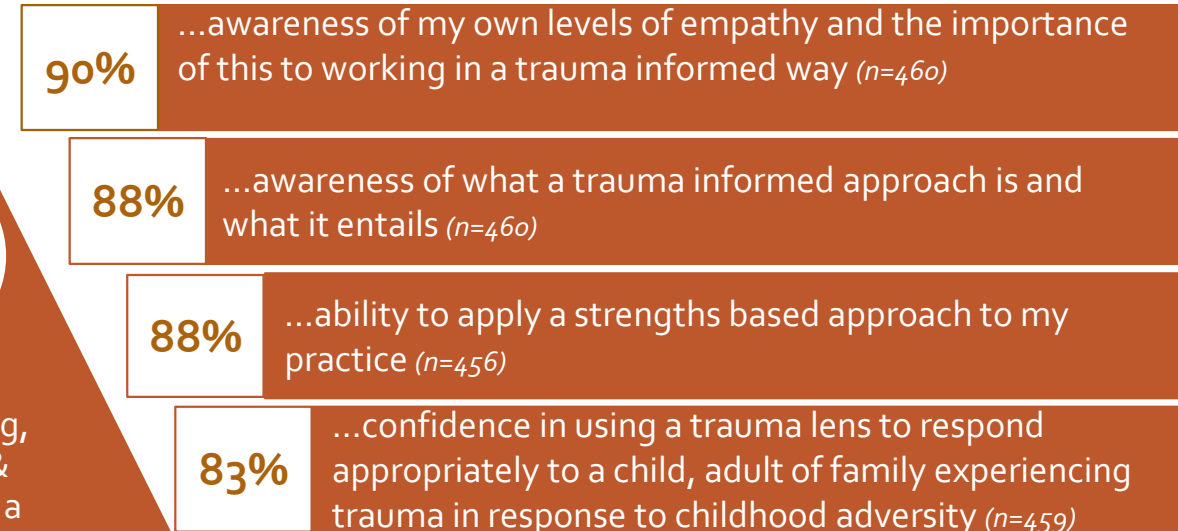 90%
...awareness of my own levels of empathy and the importance
of this to working in a trauma informed way (n=460)
88%
...awareness of what a trauma informed approach is and
what it entails (n=460)
88%
...ability to apply a strengths based approach to my
practice (n=456)
g,
&
a
83%
...confidence in using a trauma lens to respond
appropriately to a child, adult of family experiencing
trauma in response to childhood adversity (n=459)